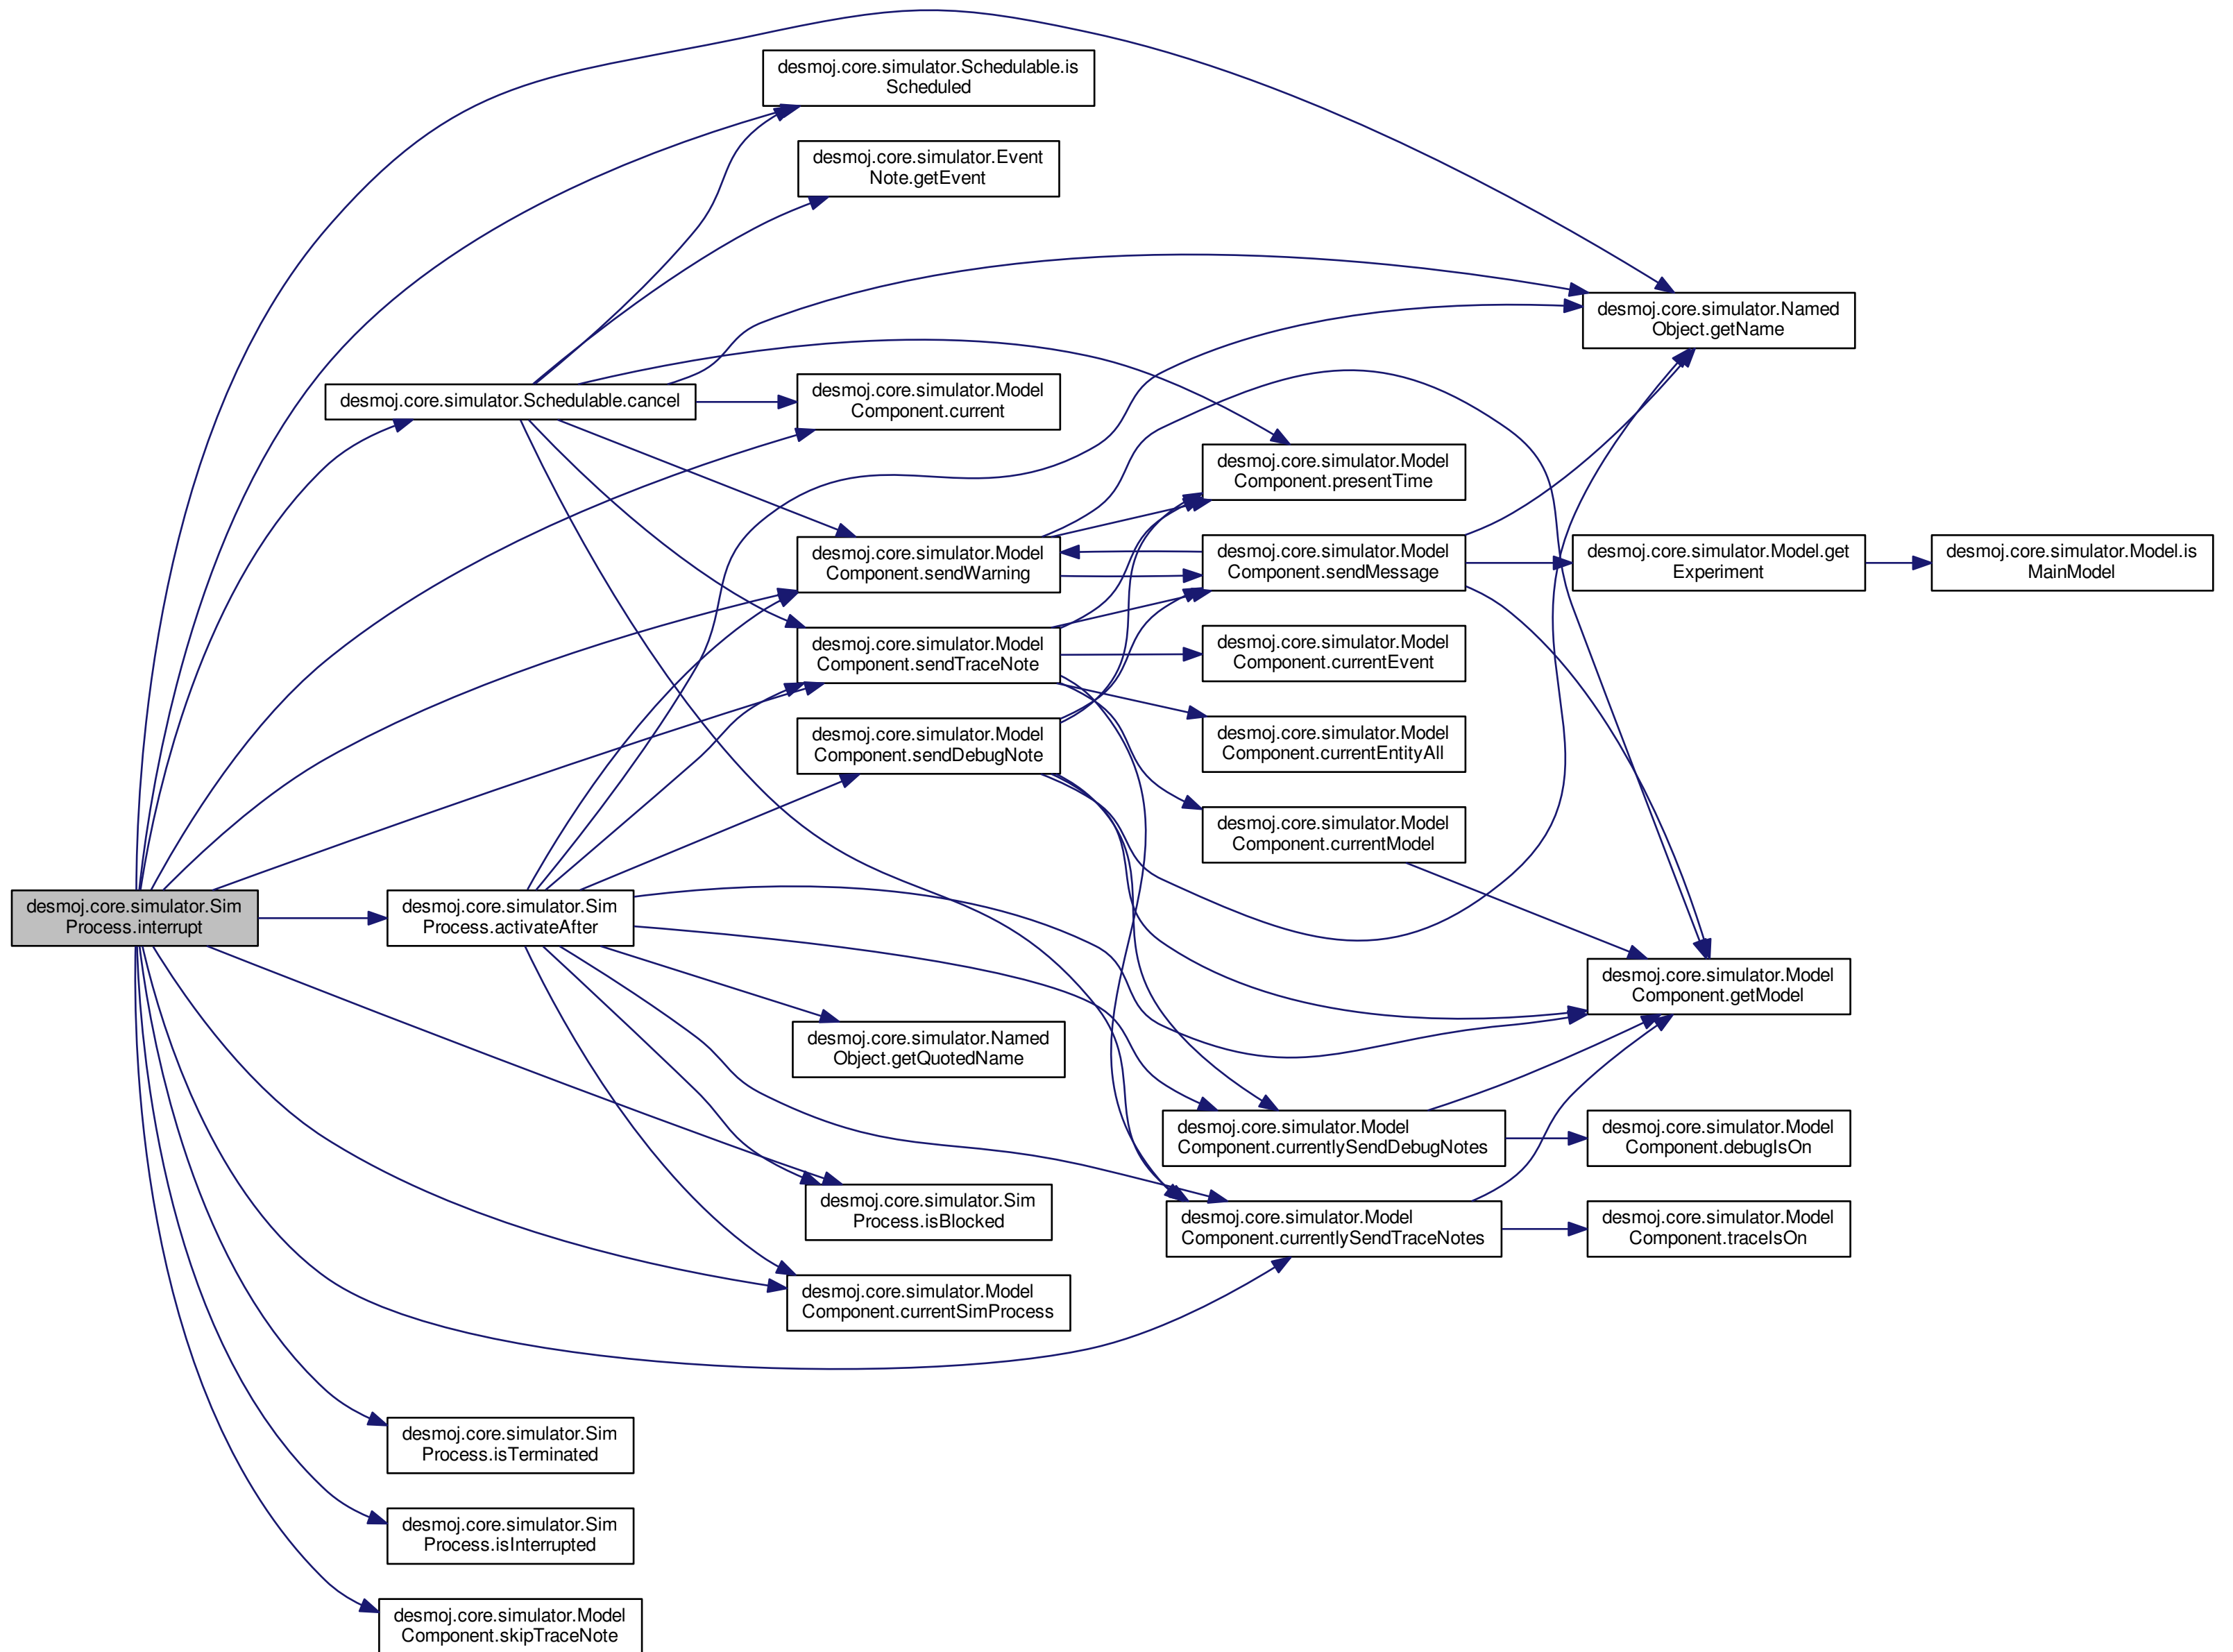 desmoj.core.simulator.Schedulable.is
Scheduled
desmoj.core.simulator.Event
Note.getEvent
desmoj.core.simulator.Named
Object.getName
desmoj.core.simulator.Schedulable.cancel
desmoj.core.simulator.Model
Component.current
desmoj.core.simulator.Model
Component.presentTime
desmoj.core.simulator.Model
Component.sendWarning
desmoj.core.simulator.Model
Component.sendMessage
desmoj.core.simulator.Model.get
Experiment
desmoj.core.simulator.Model.is
MainModel
desmoj.core.simulator.Model
Component.sendTraceNote
desmoj.core.simulator.Model
Component.currentEvent
desmoj.core.simulator.Model
Component.sendDebugNote
desmoj.core.simulator.Model
Component.currentEntityAll
desmoj.core.simulator.Model
Component.currentModel
desmoj.core.simulator.Sim
Process.interrupt
desmoj.core.simulator.Sim
Process.activateAfter
desmoj.core.simulator.Model
Component.getModel
desmoj.core.simulator.Named
Object.getQuotedName
desmoj.core.simulator.Model
Component.currentlySendDebugNotes
desmoj.core.simulator.Model
Component.debugIsOn
desmoj.core.simulator.Sim
Process.isBlocked
desmoj.core.simulator.Model
Component.currentlySendTraceNotes
desmoj.core.simulator.Model
Component.traceIsOn
desmoj.core.simulator.Model
Component.currentSimProcess
desmoj.core.simulator.Sim
Process.isTerminated
desmoj.core.simulator.Sim
Process.isInterrupted
desmoj.core.simulator.Model
Component.skipTraceNote